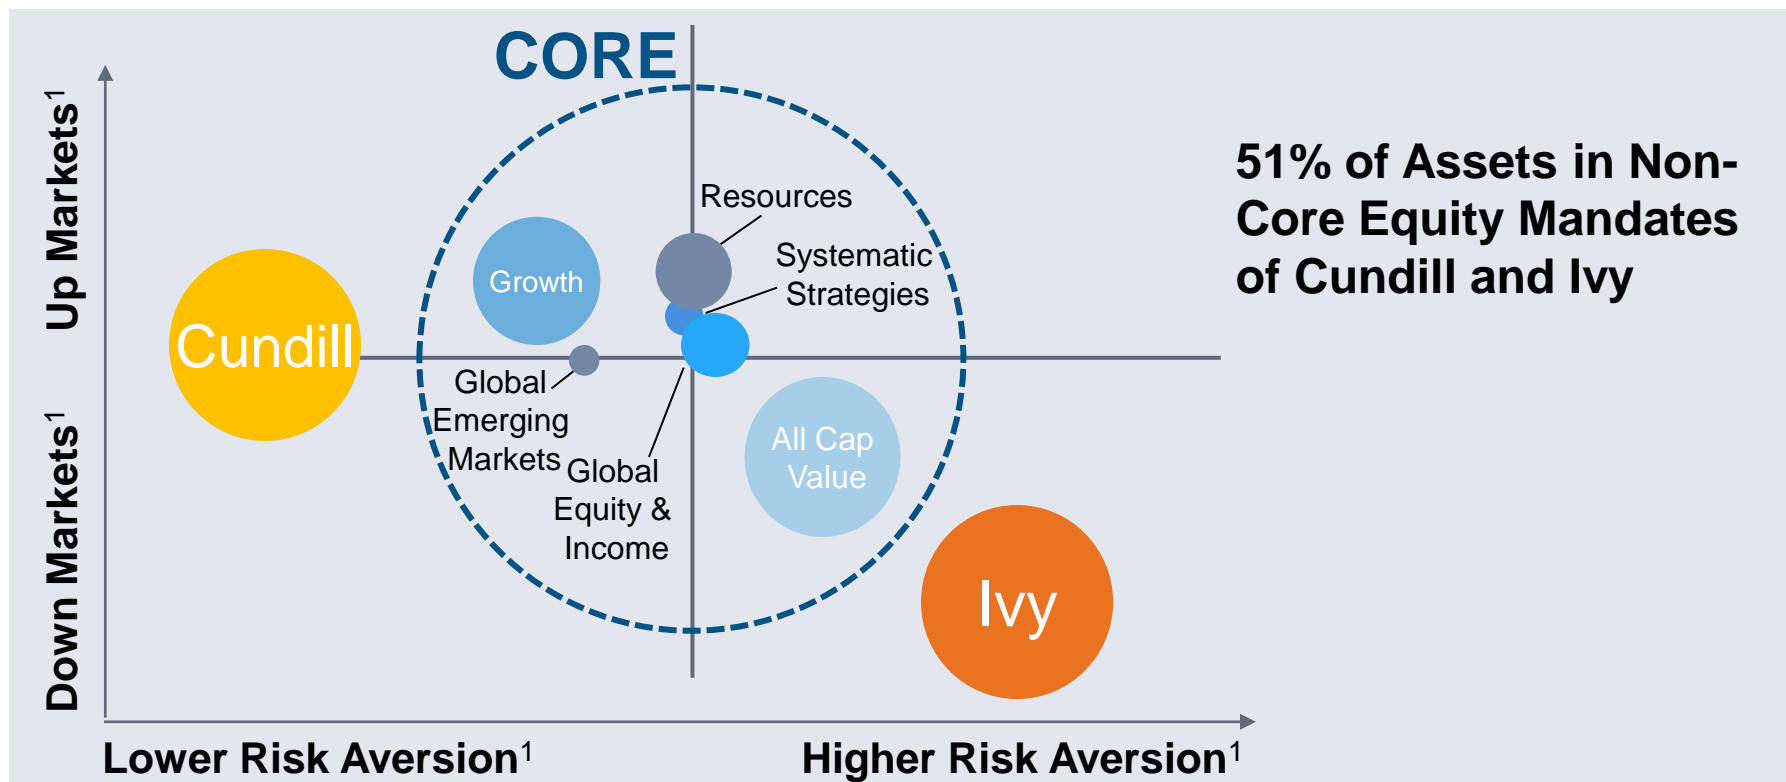 CORE
Up Markets¹
Down Markets¹
Resources
Systematic
Strategies
Growth
Cundill
Global
Emerging
Markets
Global
Equity &
Income
All Cap
Value
Ivy
Lower Risk Aversion¹
Higher Risk Aversion¹
51% of Assets in Non-
Core Equity Mandates
of Cundill and Ivy